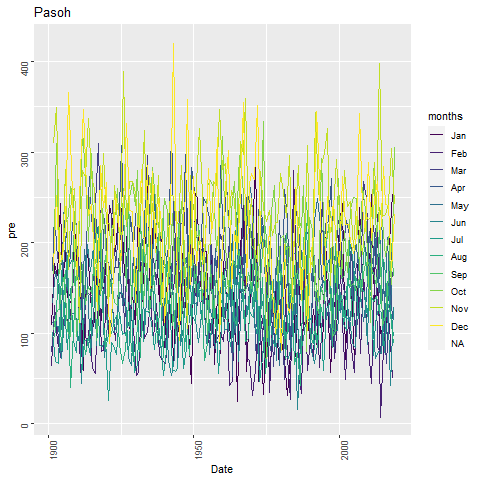 Pasoh
400
300
200
100
0
pre
1900
1950
2000
Date
months
Jan
Feb
Mar
Apr
May
Jun
Jul
Aug
Sep
Oct
Nov
Dec
NA